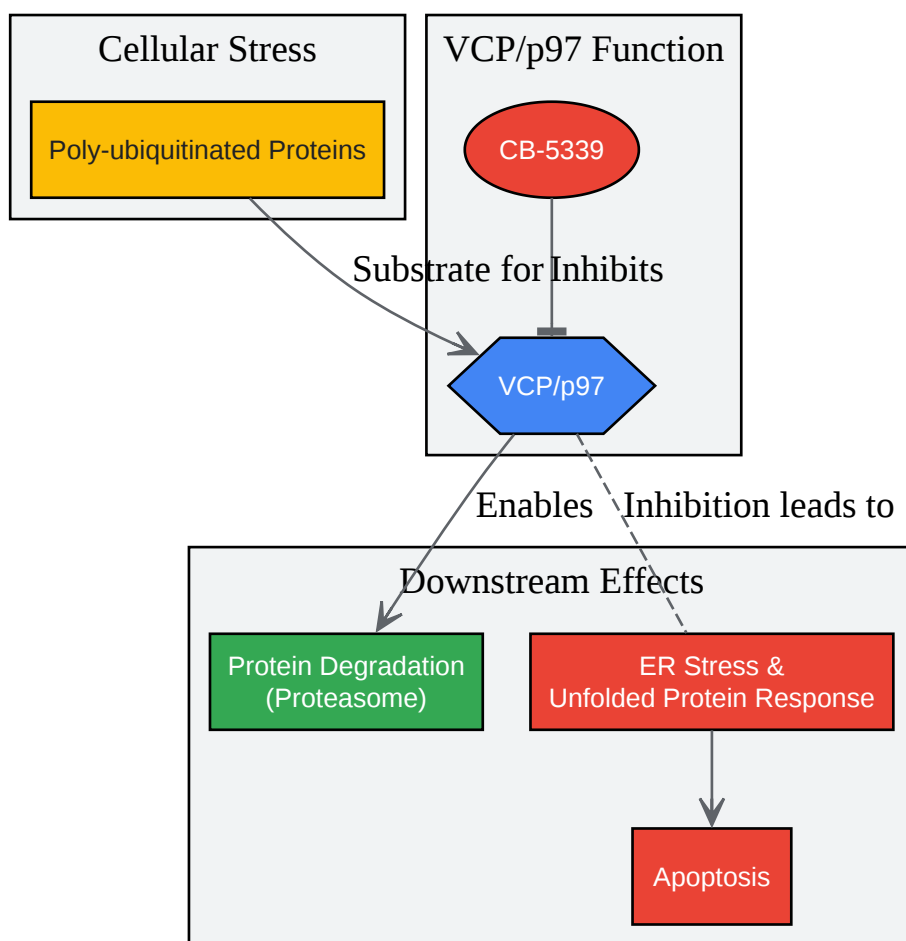 Cellular Stress
VCP/p97 Function
Poly-ubiquitinated Proteins
CB-5339
Substrate for
Inhibits
VCP/p97
Enables
Inhibition leads to
Downstream Effects
Protein Degradation
(Proteasome)
ER Stress &
Unfolded Protein Response
Apoptosis